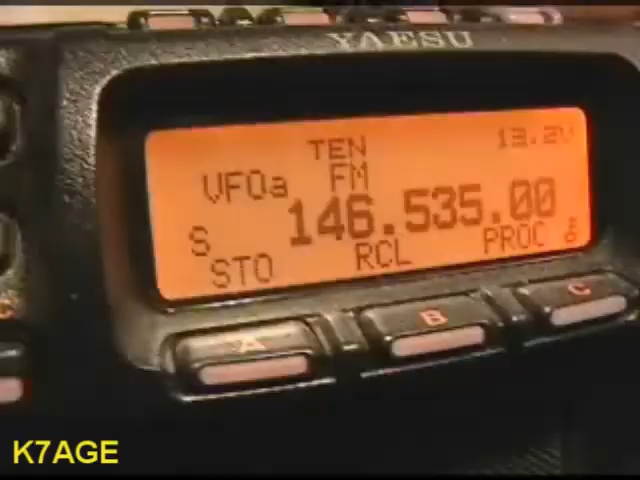 YAESU
TEN
13.2V
VFOa
FM
146.535.00
S
STO
RCL
PROC
A
B
C
K7AGE